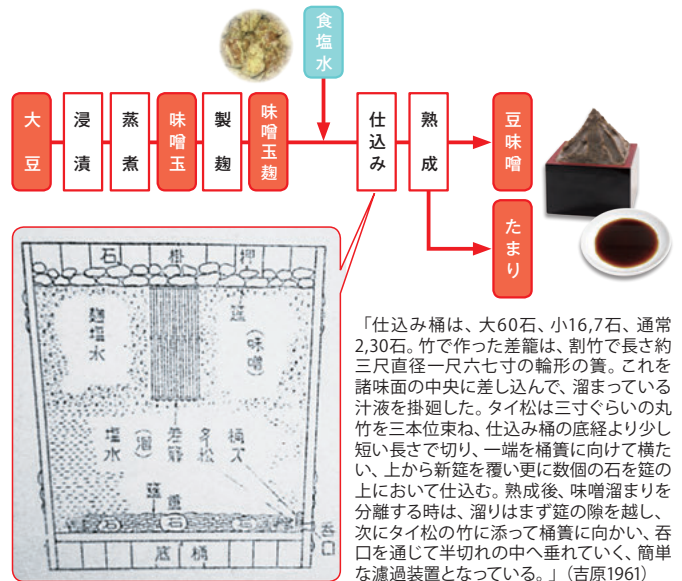 食塩水
大豆
浸漬
蒸煮
味噌玉
製麹
味噌玉麹
仕込み
熟成
豆味噌
たまり
石 掛 押
麹塩水
筵
(味噌)
塩水
(溜)
差籠
タイ松
桶ズ
筵
石 石 石
呑口
底 桶
「仕込み桶は、大60石、小16,7石、通常
2,30石。竹で作った差籠は、割竹で長さ約
三尺直径一尺六七寸の輪形の簀。これを
諸味面の中央に差し込んで、溜まっている
汁液を掛廻した。タイ松は三寸ぐらいの丸
竹を三本位束ね、仕込み桶の底経より少し
短い長さで切り、一端を桶簀に向けて横た
い、上から新筵を覆い更に数個の石を筵の
上において仕込む。熟成後、味噌溜まりを
分離する時は、溜りはまず筵の隙を越し、
次にタイ松の竹に添って桶簀に向かい、呑
口を通じて半切れの中へ垂れていく、簡単
な濾過装置となっている。」(吉原1961)